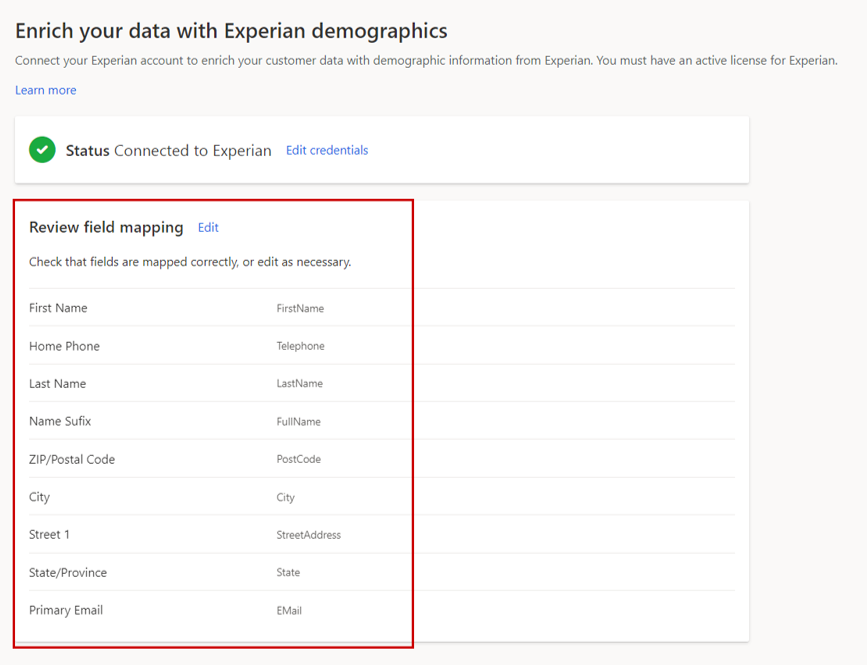 Enrich your data with Experian demographics
Connect your Experian account to enrich your customer data with demographic information from Experian. You must have an active license for Experian.
Learn more
Status Connected to Experian Edit credentials
Review field mapping Edit
Check that fields are mapped correctly, or edit as necessary.
First Name FirstName
Home Phone Telephone
Last Name LastName
Name Sufix FullName
ZIP/Postal Code PostCode
City City
Street 1 StreetAddress
State/Province State
Primary Email EMail